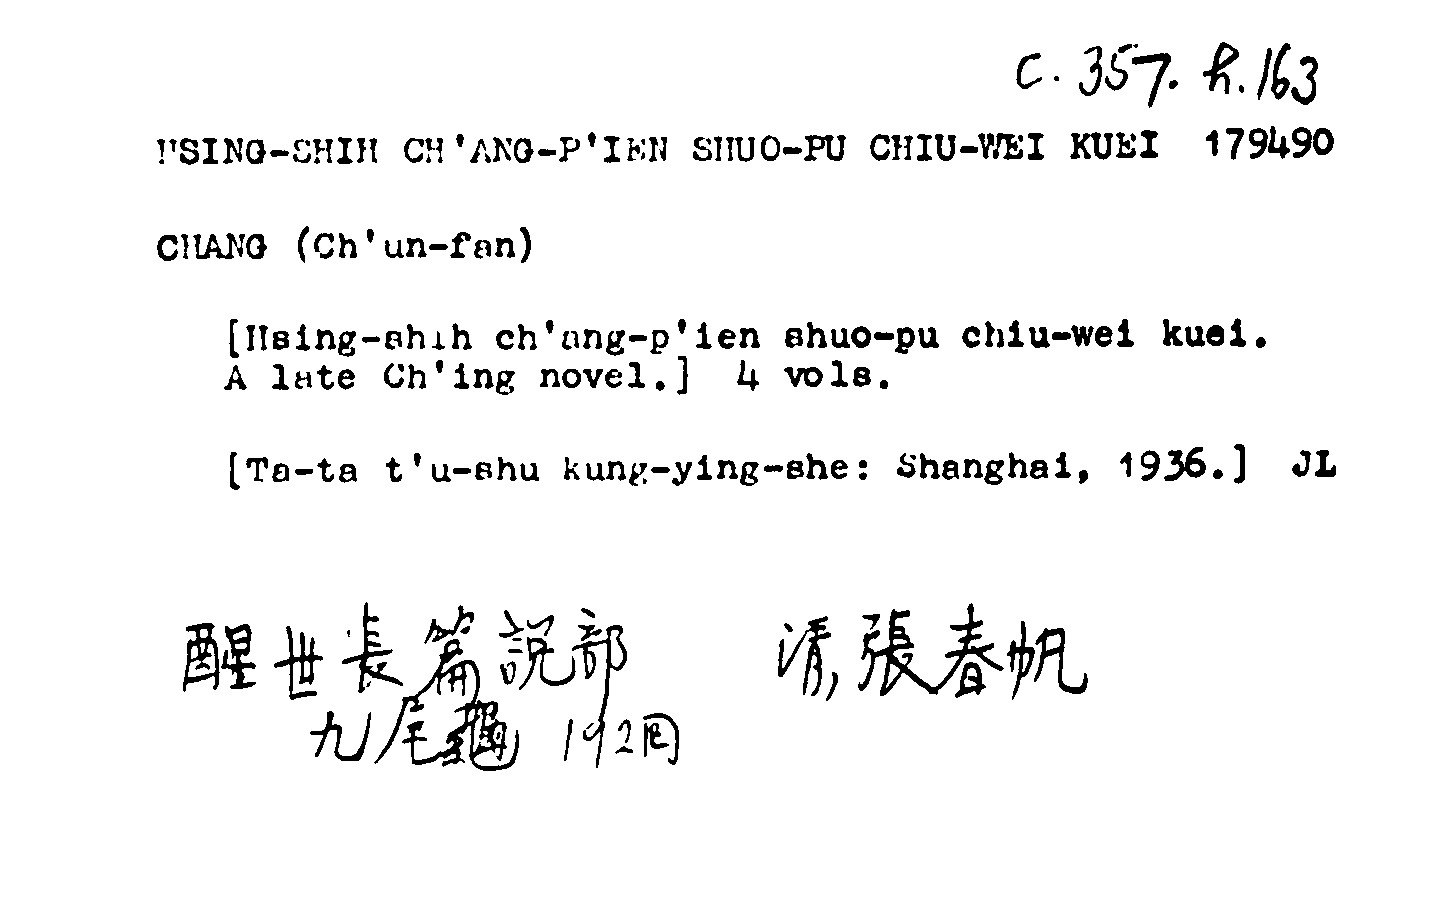 C. 357. h. 163
HSING-SHIH CH'ANG-P'IEN SHUO-PU CHIU-WEI KUEI 179490
CHANG (Ch'un-fan)
[Hsing-shih ch'ang-p'ien shuo-pu chiu-wei kuei.
A late Ch'ing novel.] 4 vols.
[Ta-ta t'u-shu kung-ying-she: Shanghai, 1936.] JL
醒世長篇説部 清,張春帆
九尾龜 192回